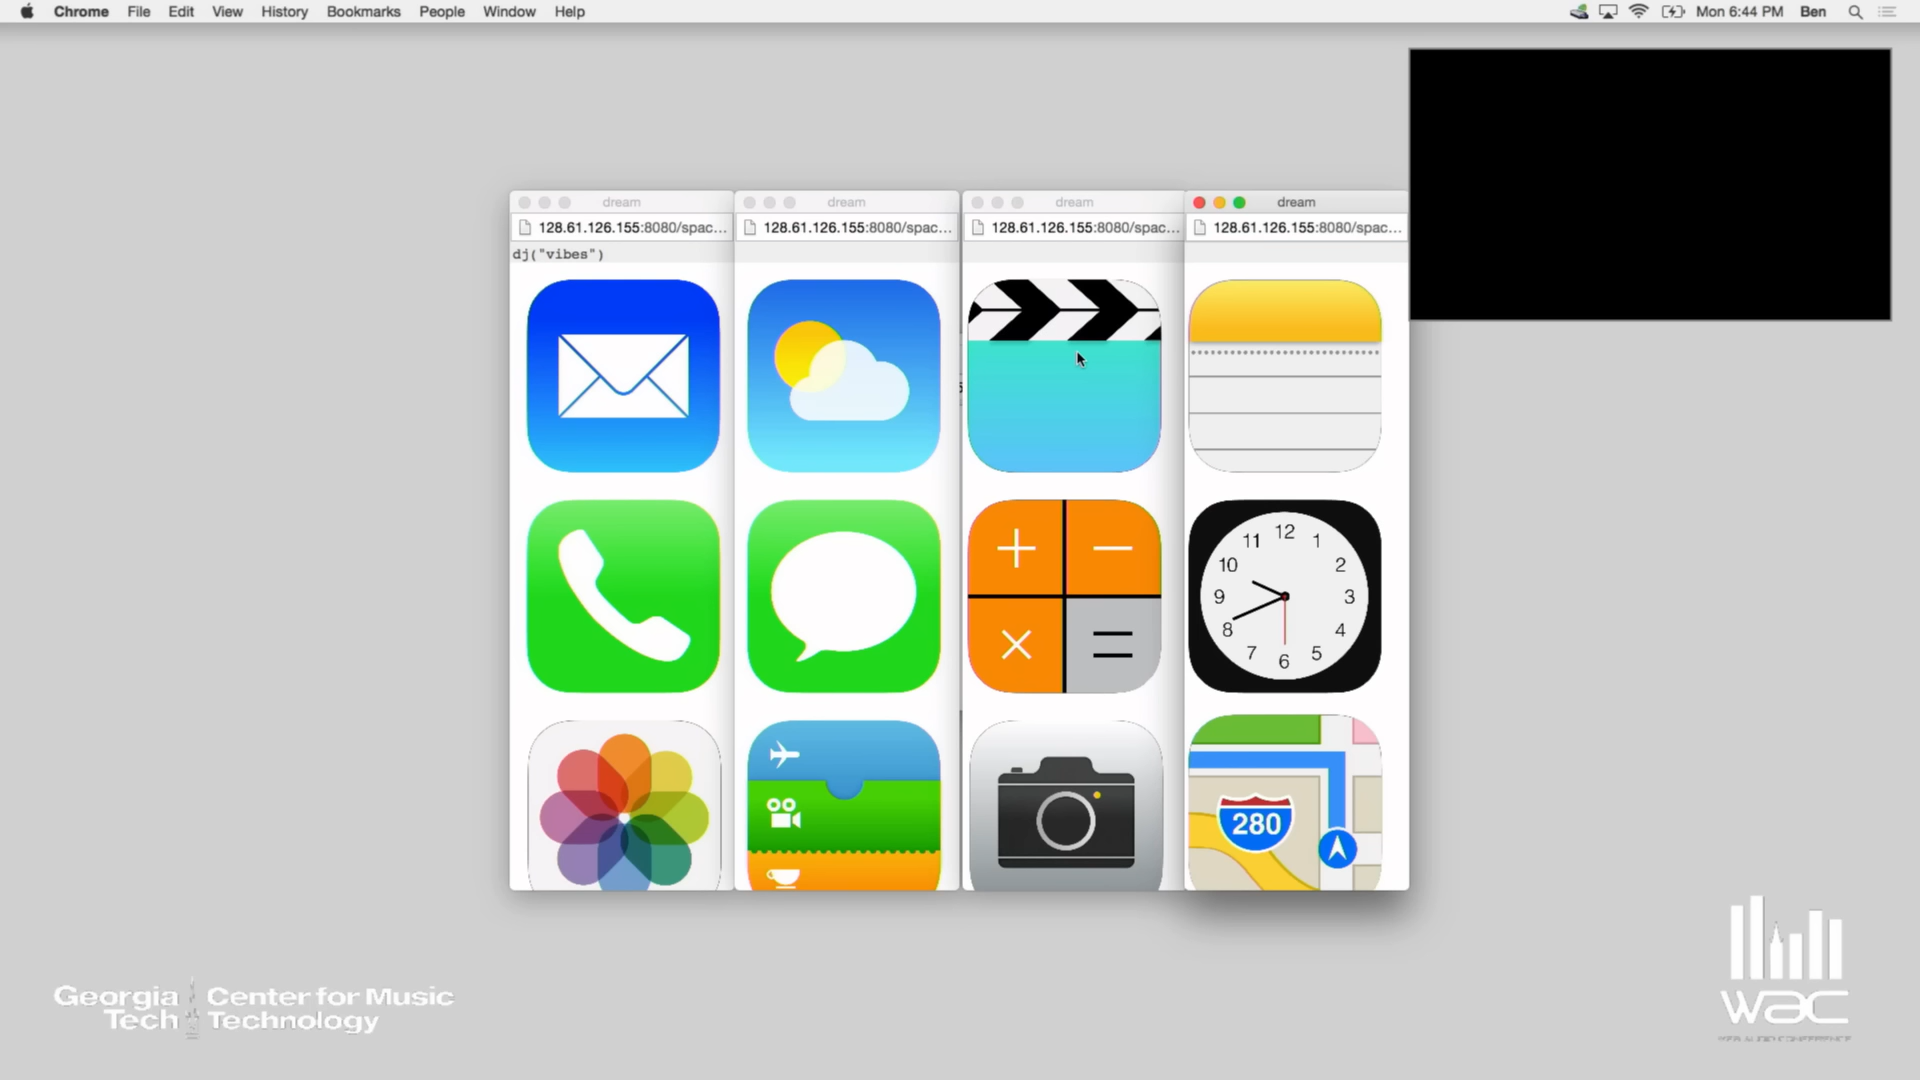 Chrome File Edit View History Bookmarks People Window Help
Mon 6:44 PM Ben
dream
dream
dream
dream
128.61.126.155:8080/spac...
128.61.126.155:8080/spac...
128.61.126.155:8080/spac...
128.61.126.155:8080/spac...
dj("vibes")
12
11 1
10 2
9 3
8 4
7 5
6
280
Georgia Tech
Center for Music Technology
wac
WEB AUDIO CONFERENCE